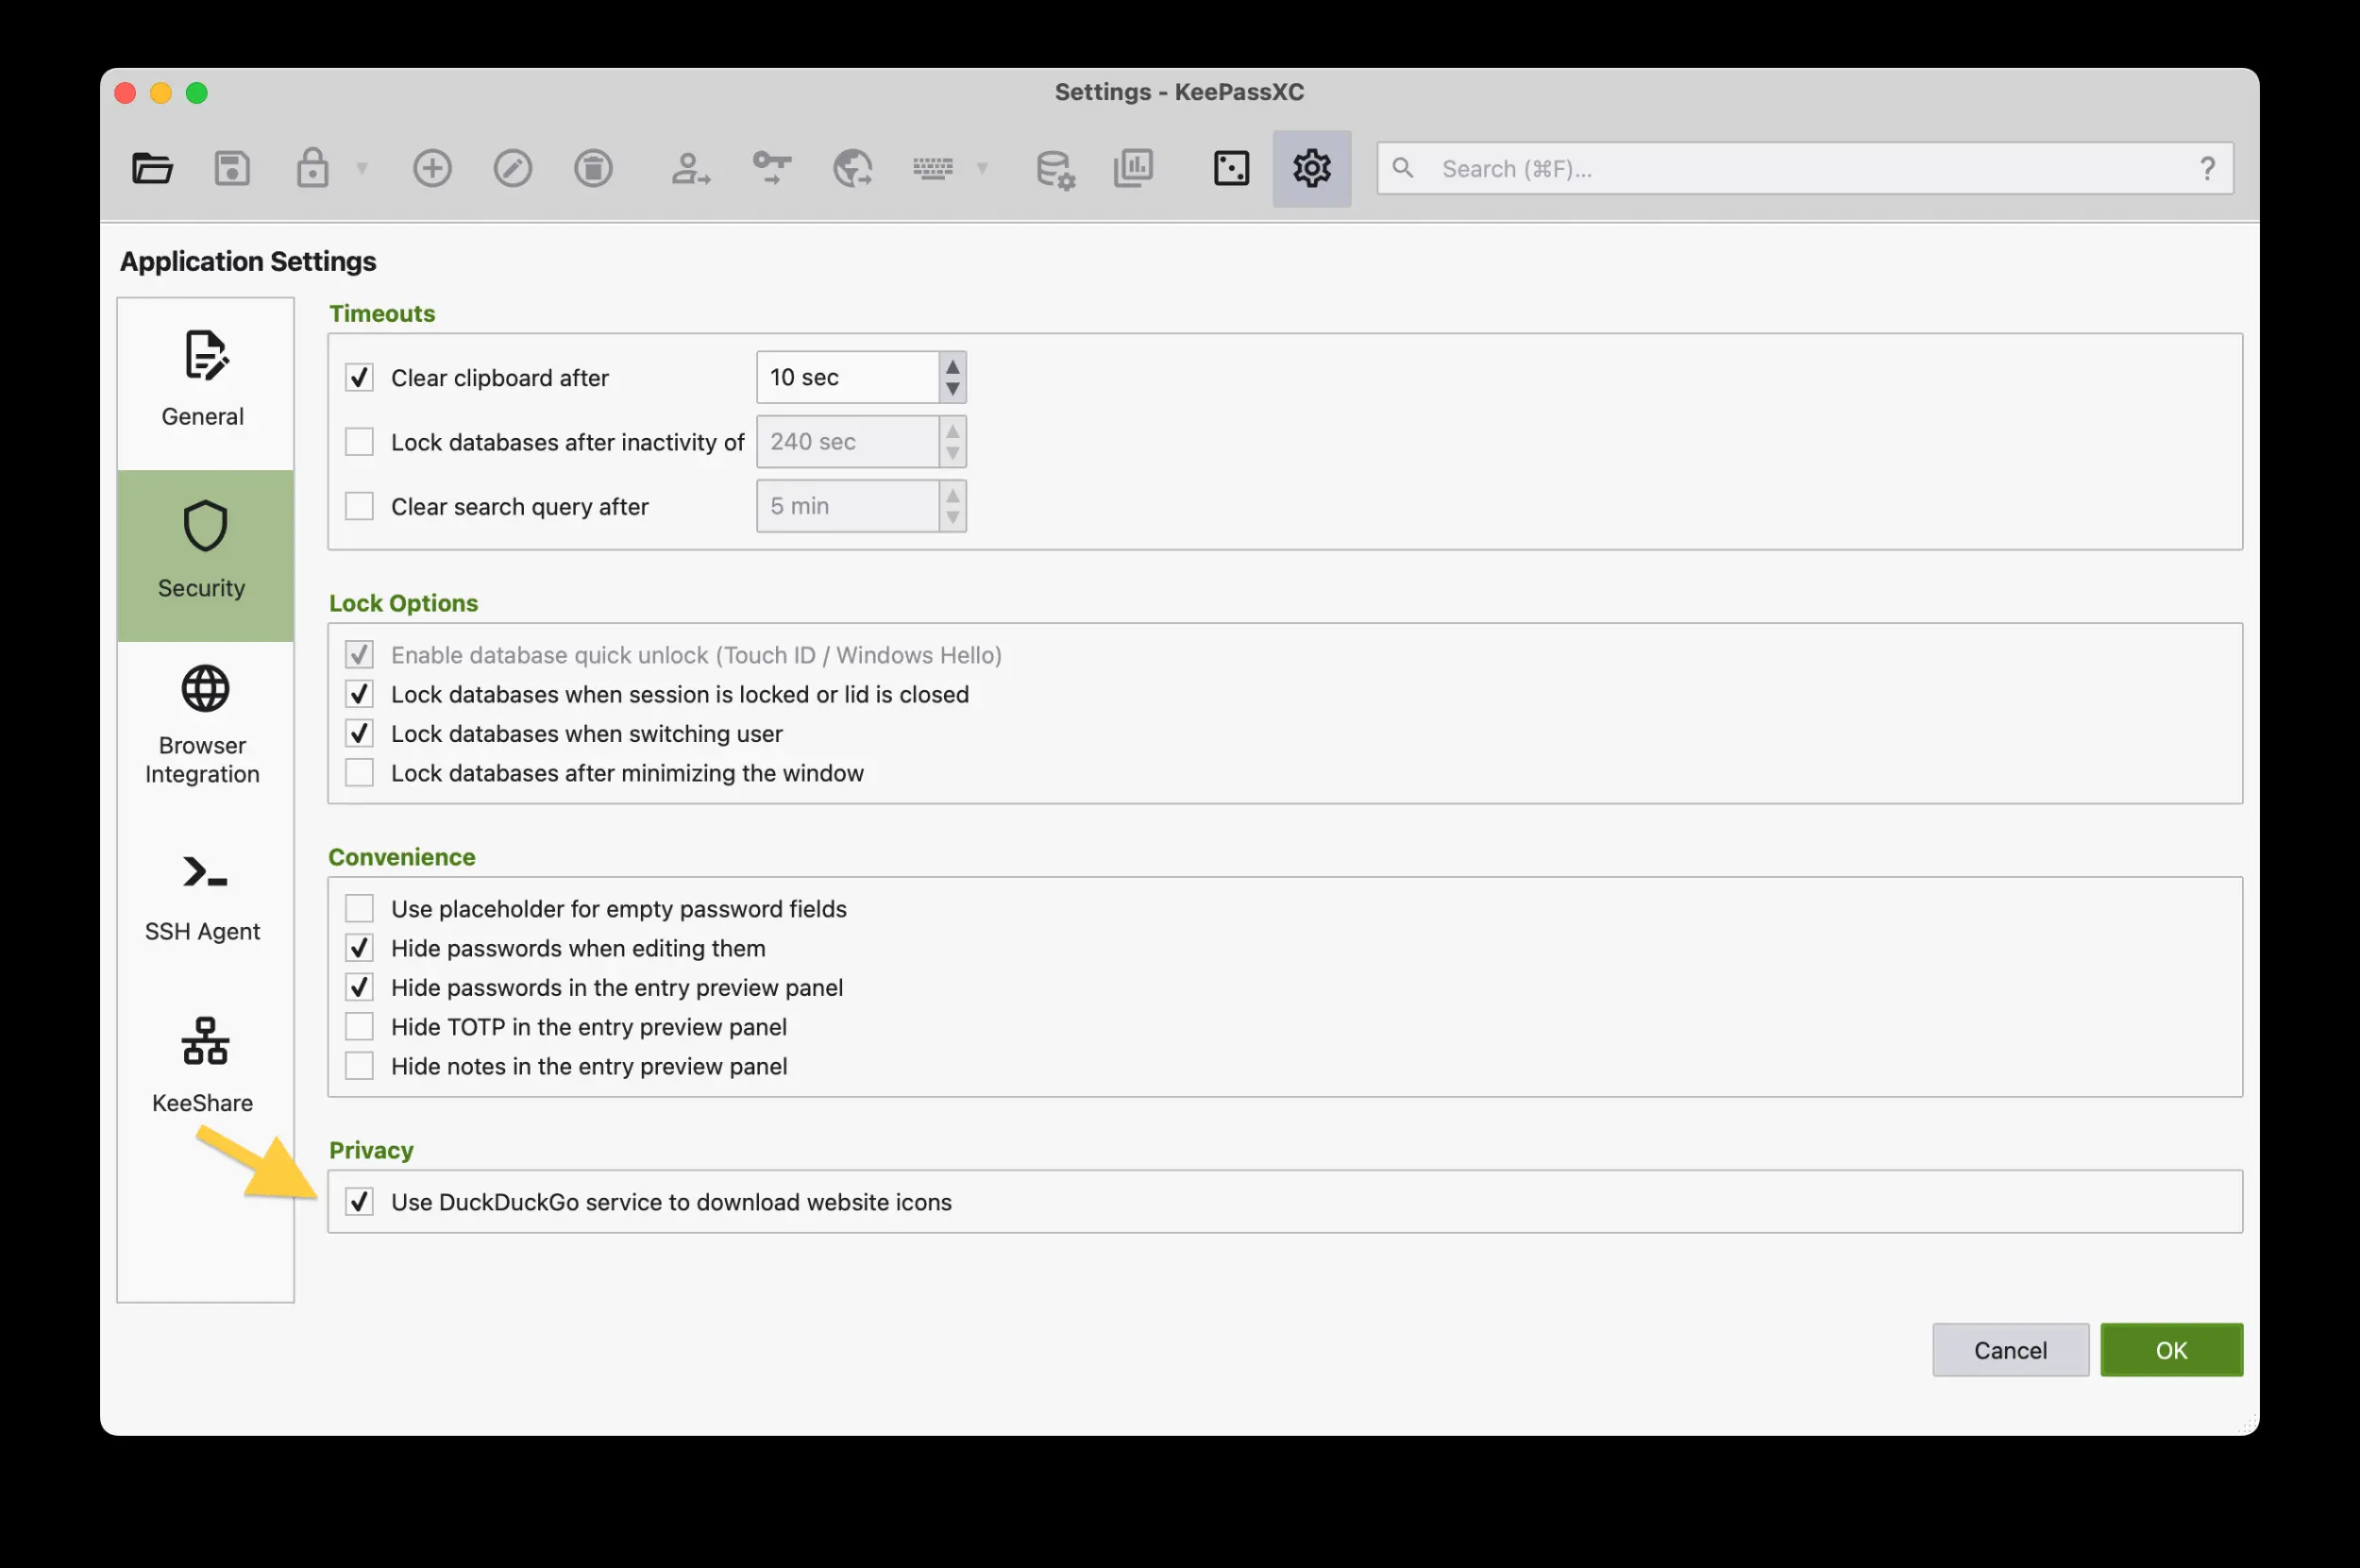 Settings - KeePassXC
Search (⌘F)...
?
Application Settings
General
Security
Browser
Integration
SSH Agent
KeeShare
Timeouts
Clear clipboard after 10 sec
Lock databases after inactivity of 240 sec
Clear search query after 5 min
Lock Options
Enable database quick unlock (Touch ID / Windows Hello)
Lock databases when session is locked or lid is closed
Lock databases when switching user
Lock databases after minimizing the window
Convenience
Use placeholder for empty password fields
Hide passwords when editing them
Hide passwords in the entry preview panel
Hide TOTP in the entry preview panel
Hide notes in the entry preview panel
Privacy
Use DuckDuckGo service to download website icons
Cancel
OK